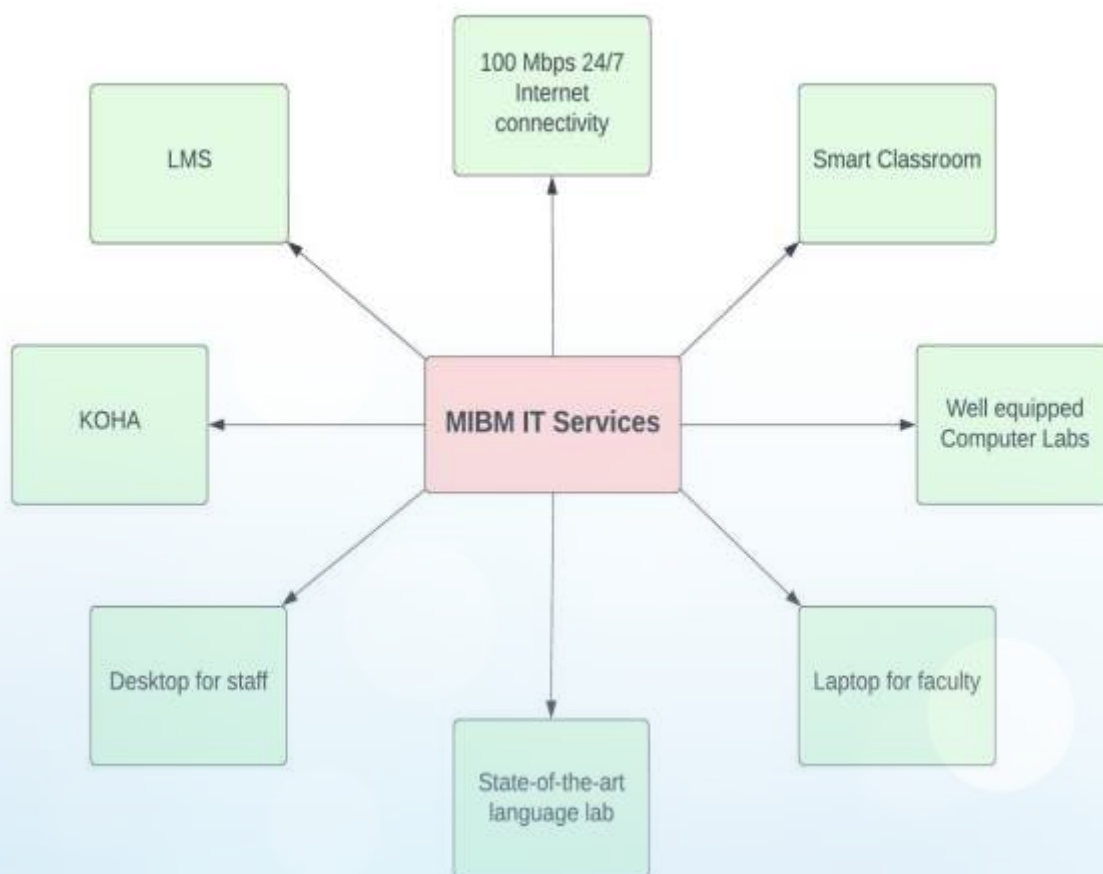 100 Mbps 24/7
Internet
connectivity
LMS
Smart Classroom
KOHA
MIBM IT Services
Well equipped
Computer Labs
Desktop for staff
Laptop for faculty
State-of-the-art
language lab